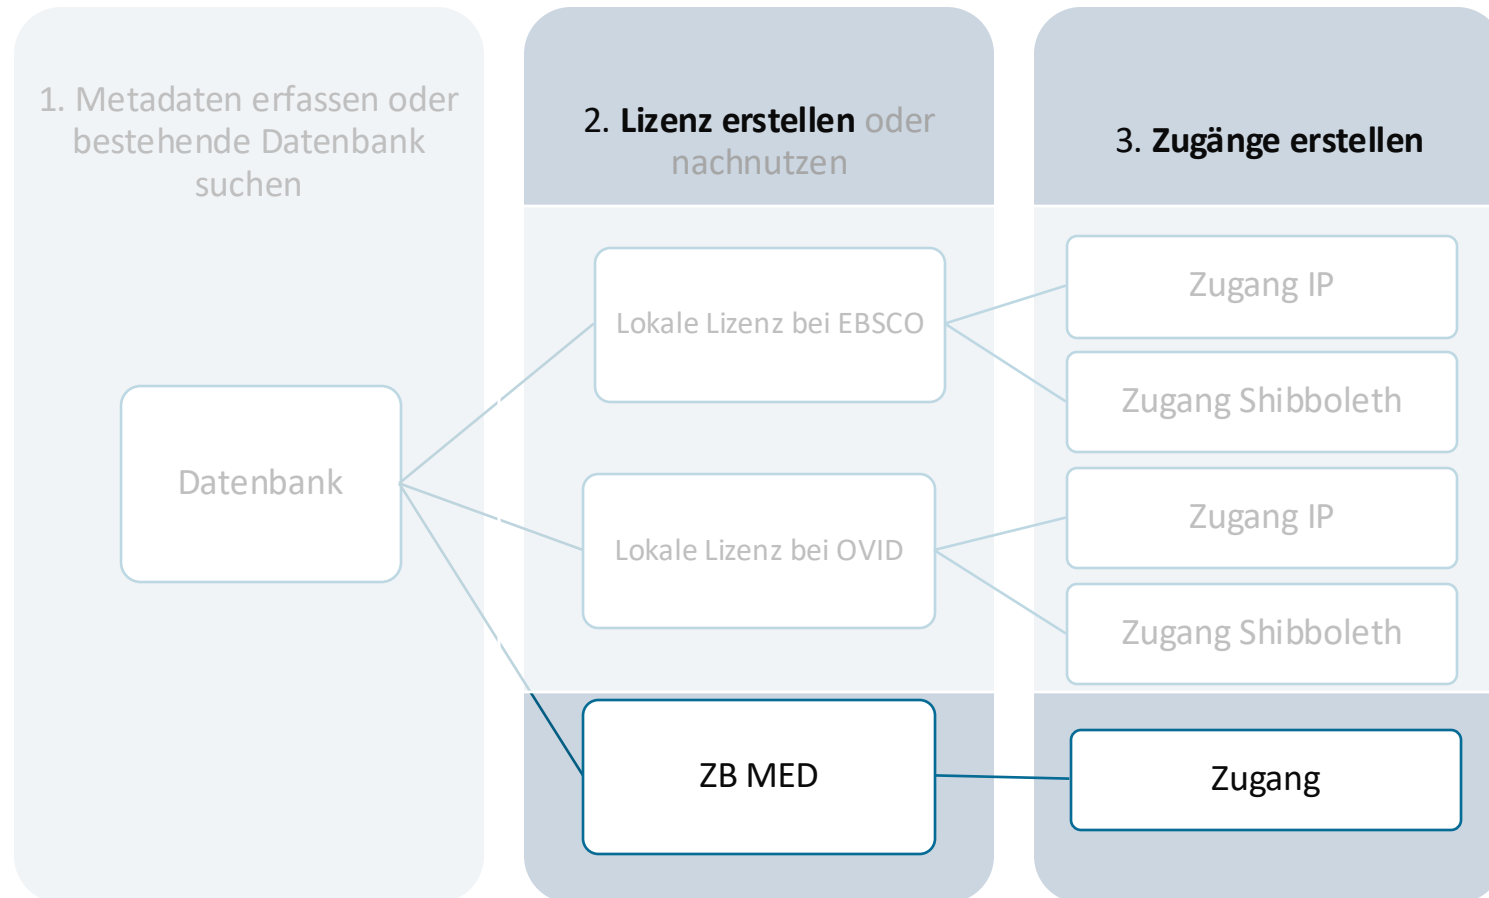 1. Metadaten erfassen oder
bestehende Datenbank
suchen
Datenbank
2. Lizenz erstellen oder
nachnutzen
Lokale Lizenz bei EBSCO
Lokale Lizenz bei OVID
ZB MED
3. Zugänge erstellen
Zugang IP
Zugang Shibboleth
Zugang IP
Zugang Shibboleth
Zugang